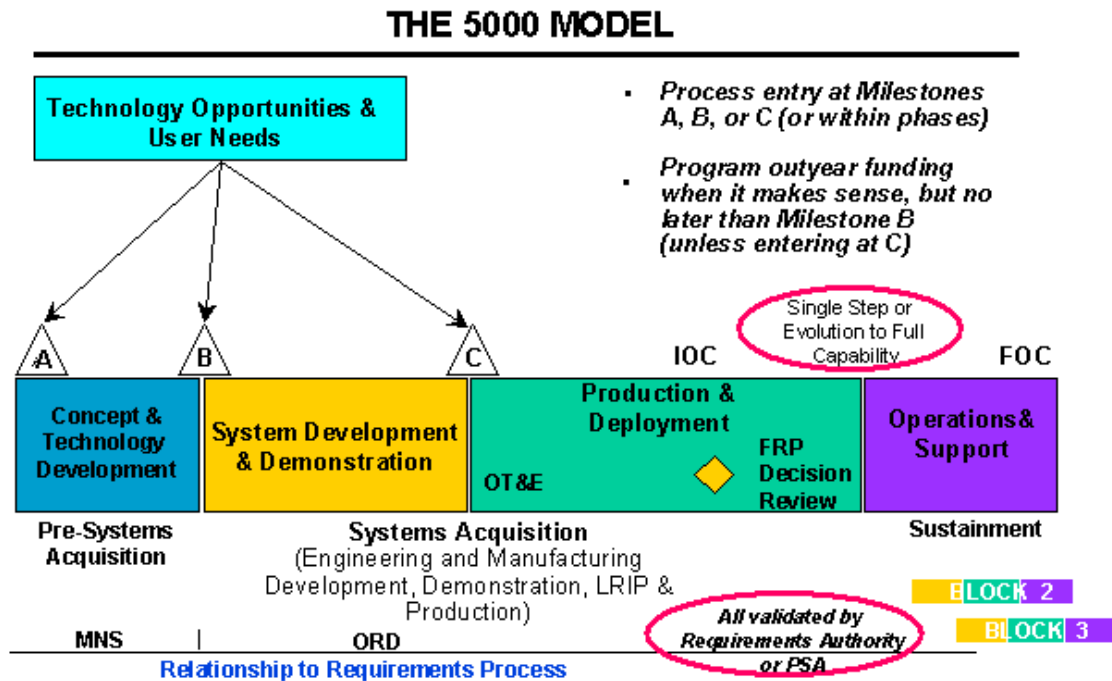 THE 5000 MODEL
Technology Opportunities &
User Needs
▪ Process entry at Milestones
A, B, or C (or within phases)
▪ Program outyear funding
when it makes sense, but no
later than Milestone B
(unless entering at C)
Single Step or
Evolution to Full
Capability
A
B
C
IOC
FOC
Concept &
Technology
Development
System Development
& Demonstration
Production &
Deployment
OT&E
FRP
Decision
Review
Operations&
Support
Pre-Systems
Acquisition
Systems Acquisition
(Engineering and Manufacturing
Development, Demonstration, LRIP &
Production)
Sustainment
BLOCK 2
BLOCK 3
MNS
ORD
All validated by
Requirements Authority
or PSA
Relationship to Requirements Process